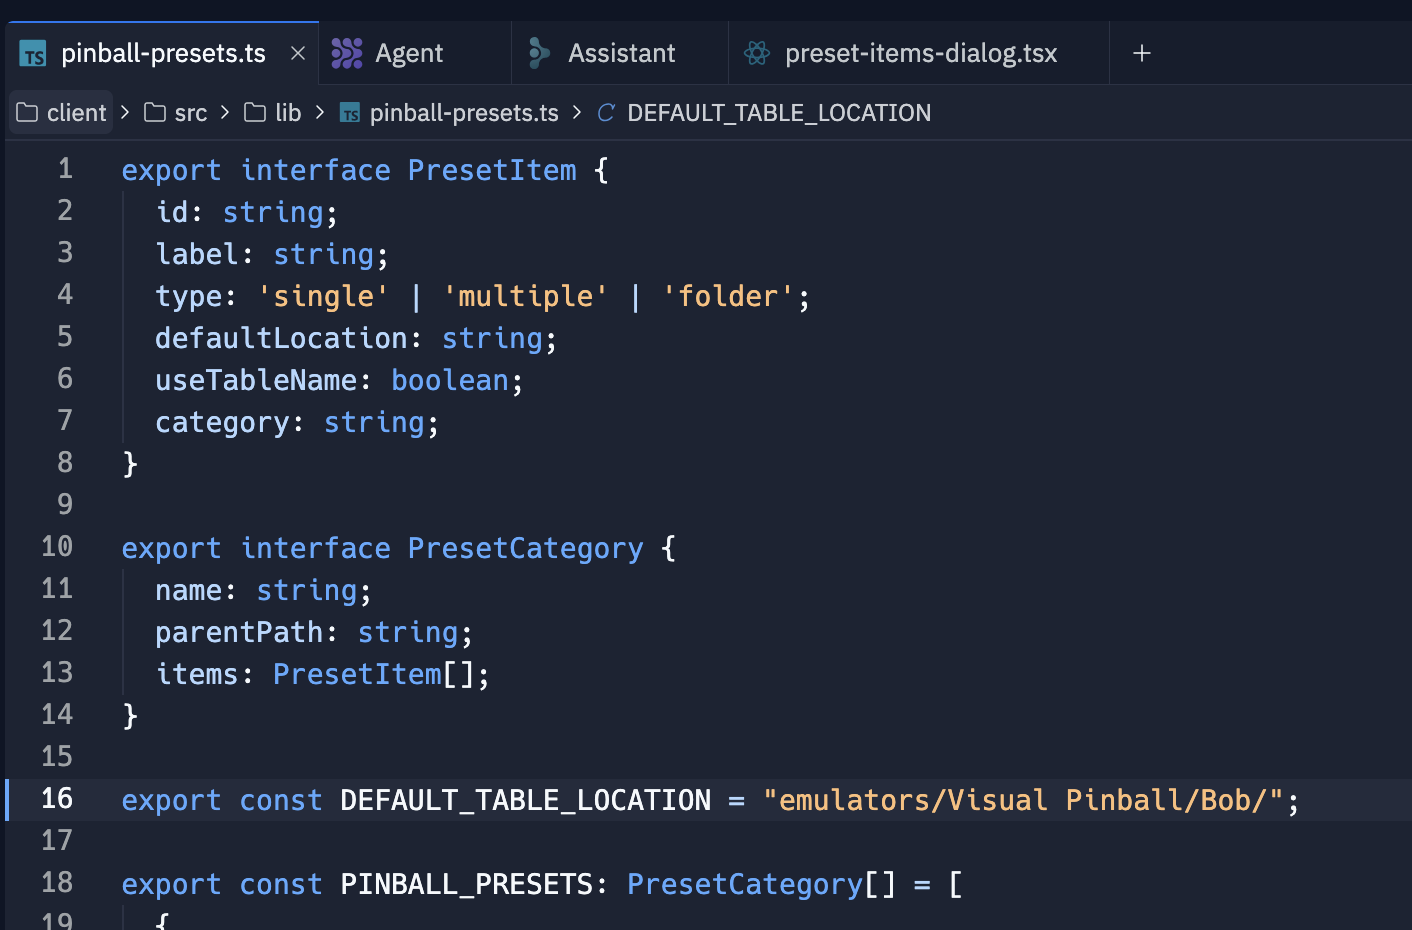 TS pinball-presets.ts × Agent Assistant preset-items-dialog.tsx +
client > src > lib > TS pinball-presets.ts > C DEFAULT_TABLE_LOCATION
1 export interface PresetItem {
2   id: string;
3   label: string;
4   type: 'single' | 'multiple' | 'folder';
5   defaultLocation: string;
6   useTableName: boolean;
7   category: string;
8 }
9
10 export interface PresetCategory {
11   name: string;
12   parentPath: string;
13   items: PresetItem[];
14 }
15
16 export const DEFAULT_TABLE_LOCATION = "emulators/Visual Pinball/Bob/";
17
18 export const PINBALL_PRESETS: PresetCategory[] = [
19   {